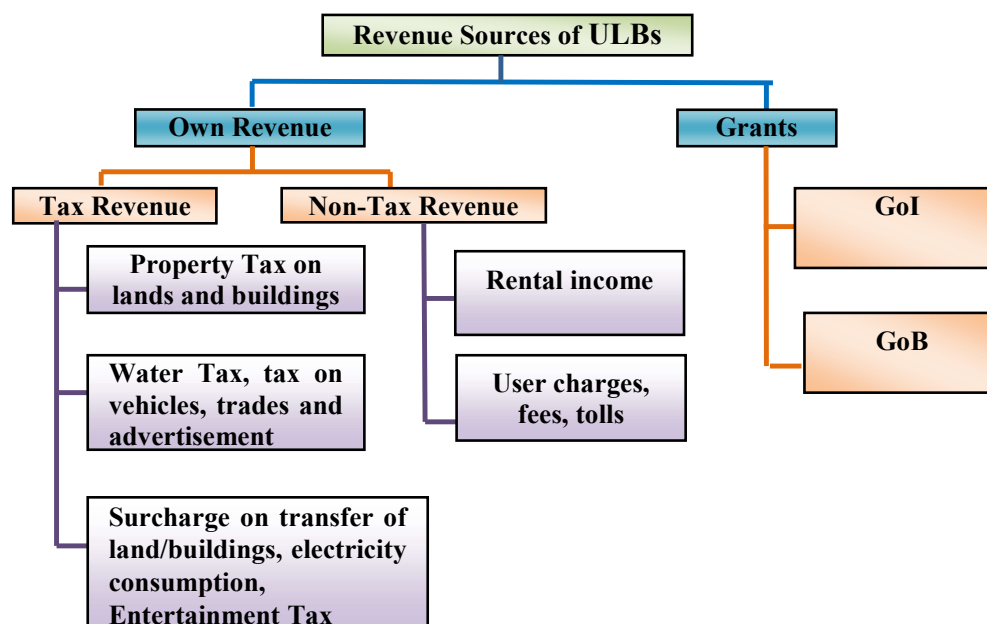 Revenue Sources of ULBs
Own Revenue
Grants
Tax Revenue
Non-Tax Revenue
GoI
Property Tax on
lands and buildings
Rental income
GoB
Water Tax, tax on
vehicles, trades and
advertisement
User charges,
fees, tolls
Surcharge on transfer of
land/buildings, electricity
consumption,
Entertainment Tax